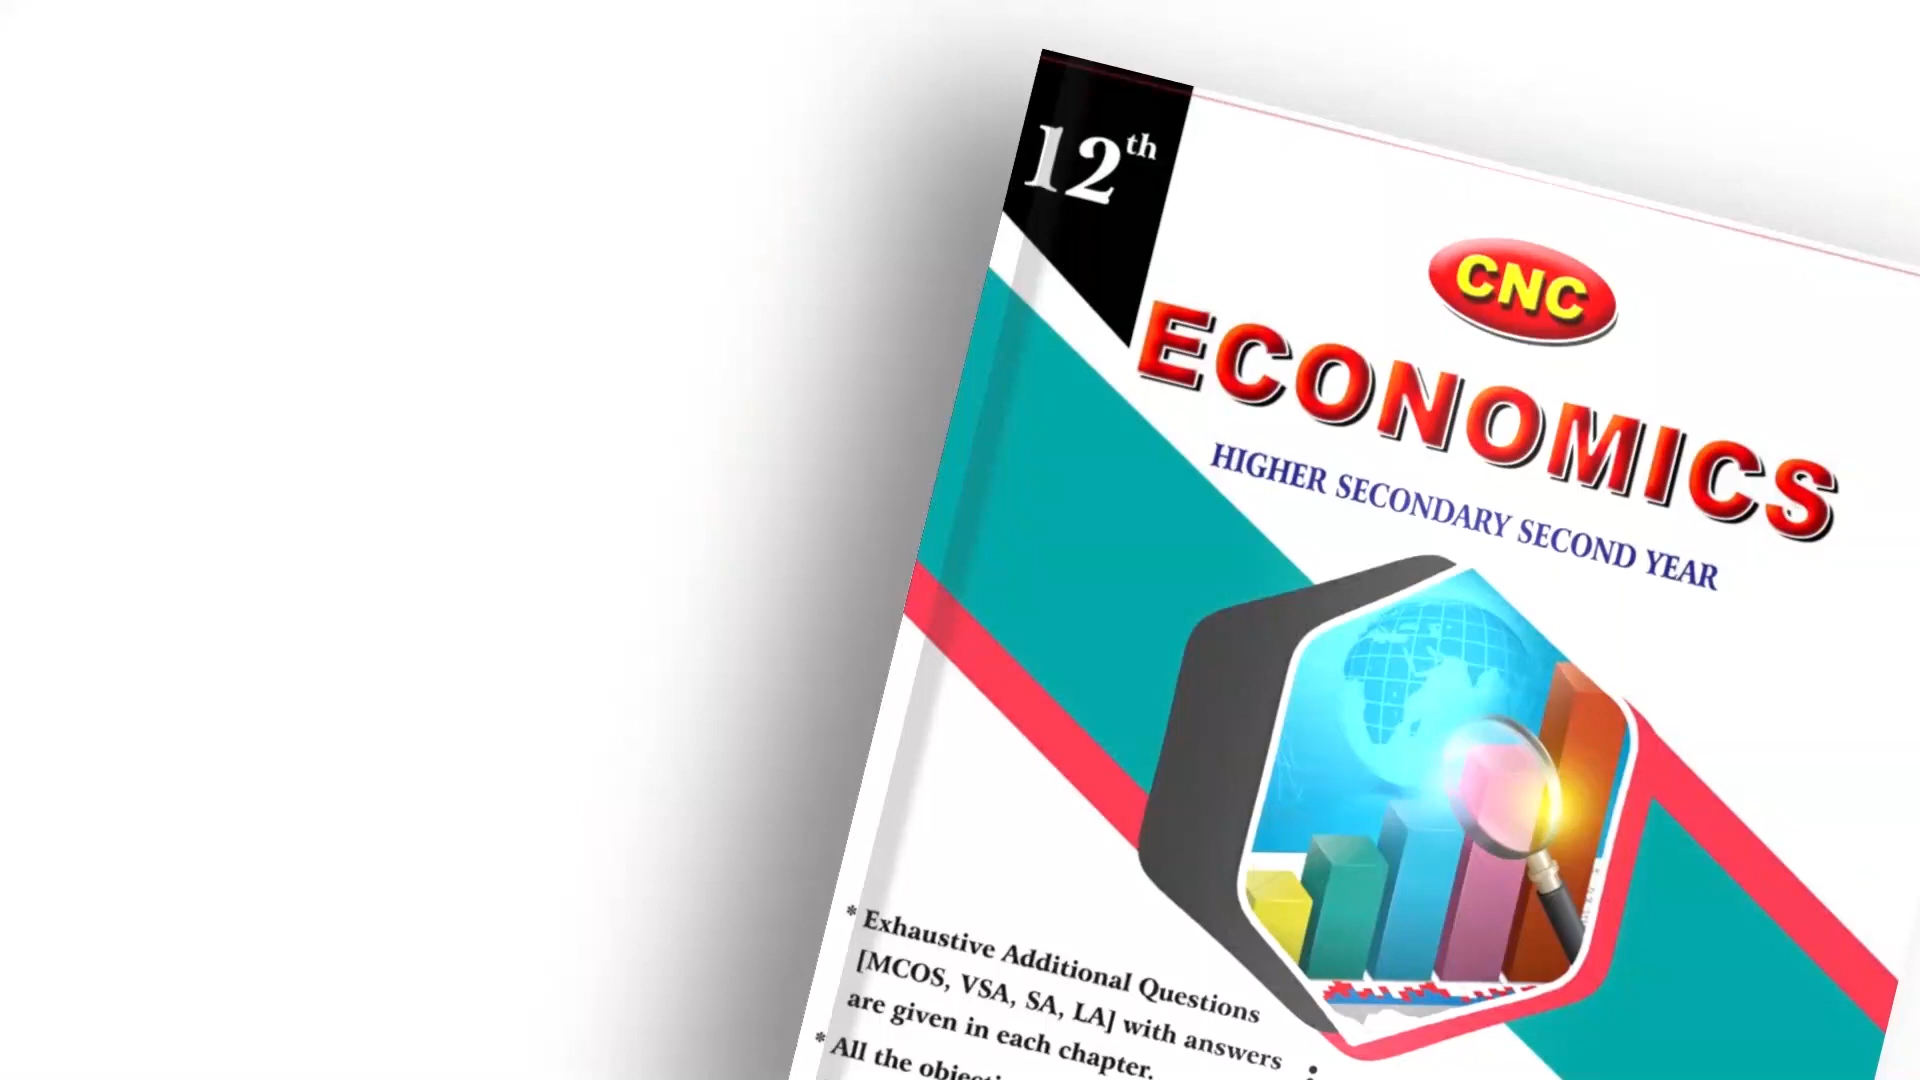 12th
CNC
ECONOMICS
HIGHER SECONDARY SECOND YEAR
* Exhaustive Additional Questions
[MCOS, VSA, SA, LA] with answers
are given in each chapter.
* All the